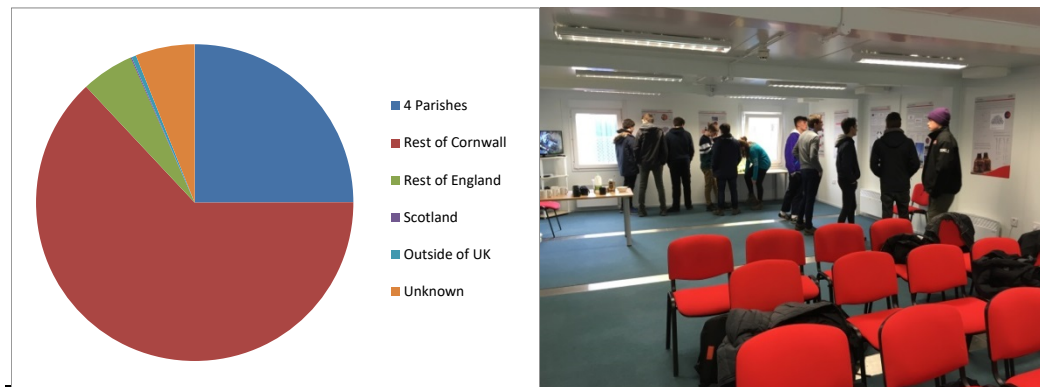 4 Parishes
Rest of Cornwall
Rest of England
Scotland
Outside of UK
Unknown